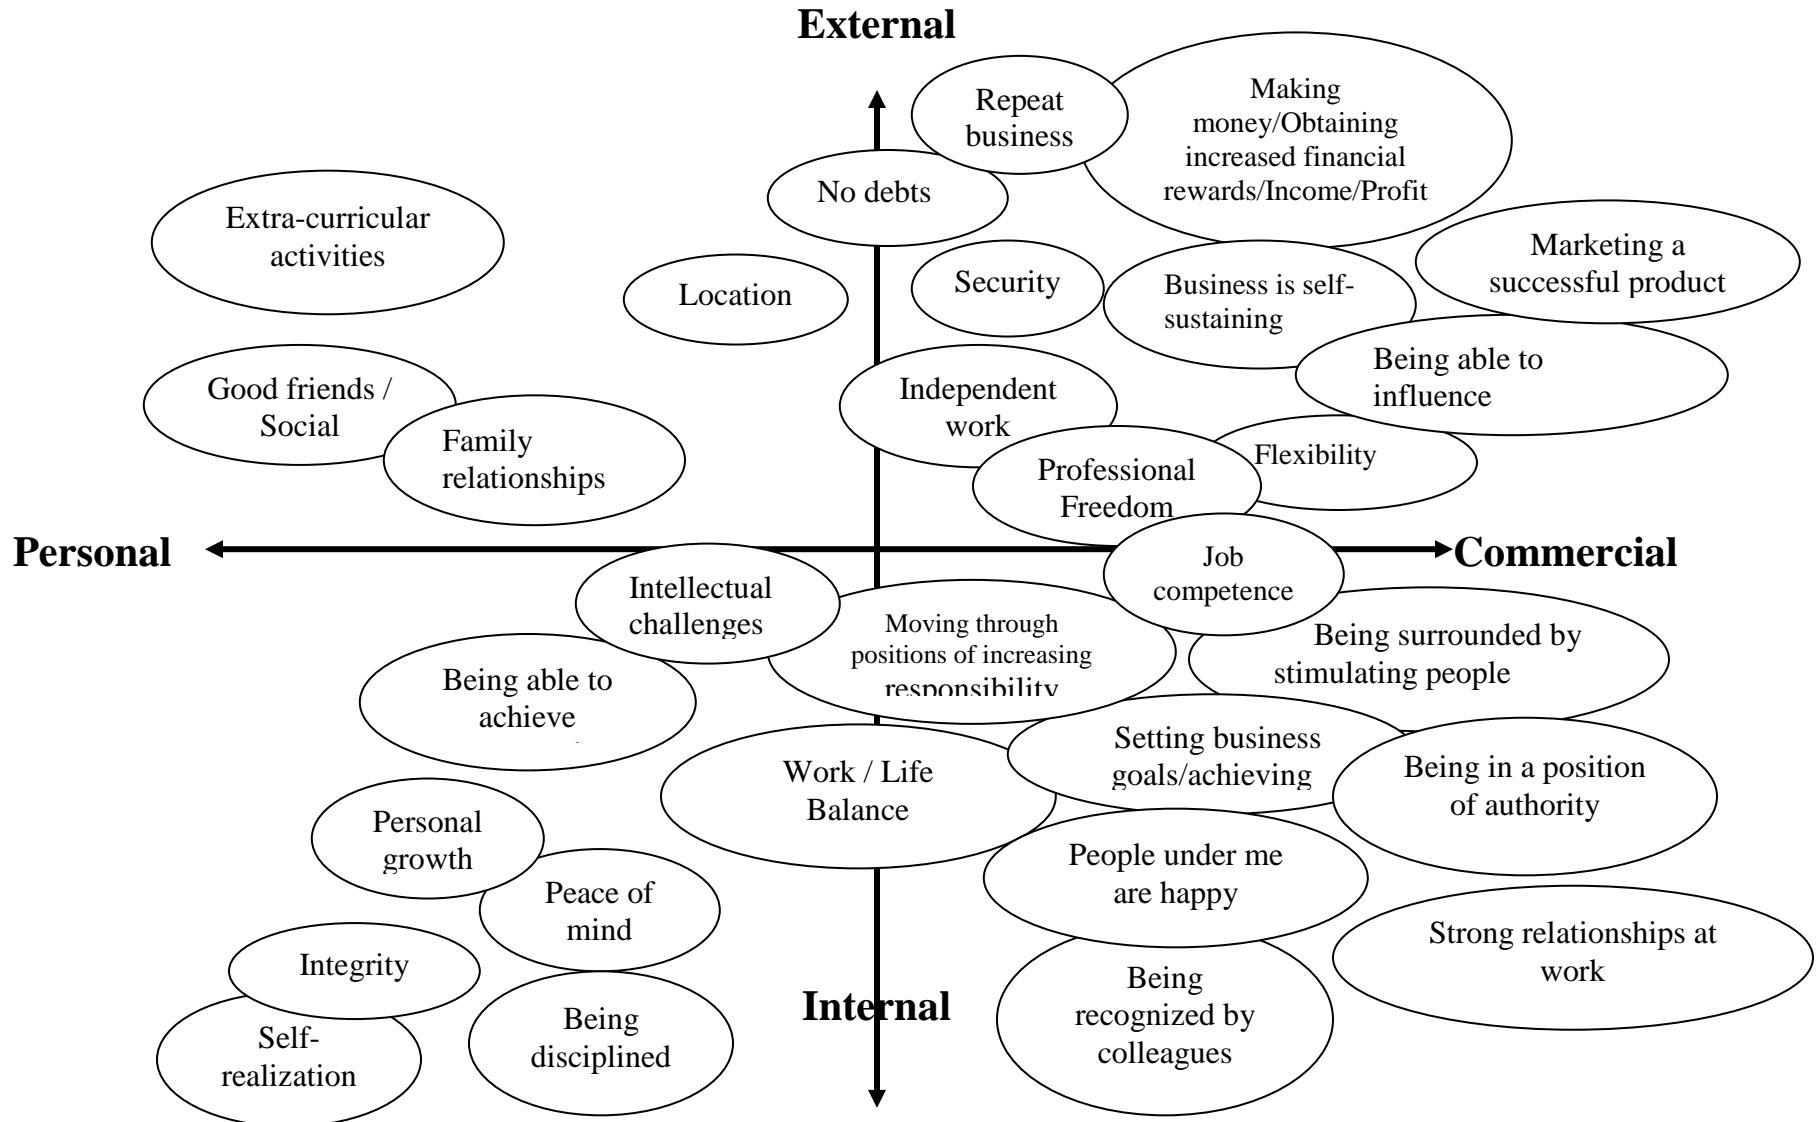 External
Repeat
business
Making
money/Obtaining
increased financial
rewards/Income/Profit
No debts
Extra-curricular
activities
Location
Security
Business is self-
sustaining
Marketing a
successful product
Being able to
influence
Good friends /
Social
Family
relationships
Independent
work
Professional
Freedom
Flexibility
Personal
Commercial
Job
competence
Intellectual
challenges
Moving through
positions of increasing
responsibility
Being surrounded by
stimulating people
Being able to
achieve
Work / Life
Balance
Setting business
goals/achieving
Being in a position
of authority
Personal
growth
Peace of
mind
People under me
are happy
Strong relationships at
work
Integrity
Internal
Being
recognized by
colleagues
Self-
realization
Being
disciplined